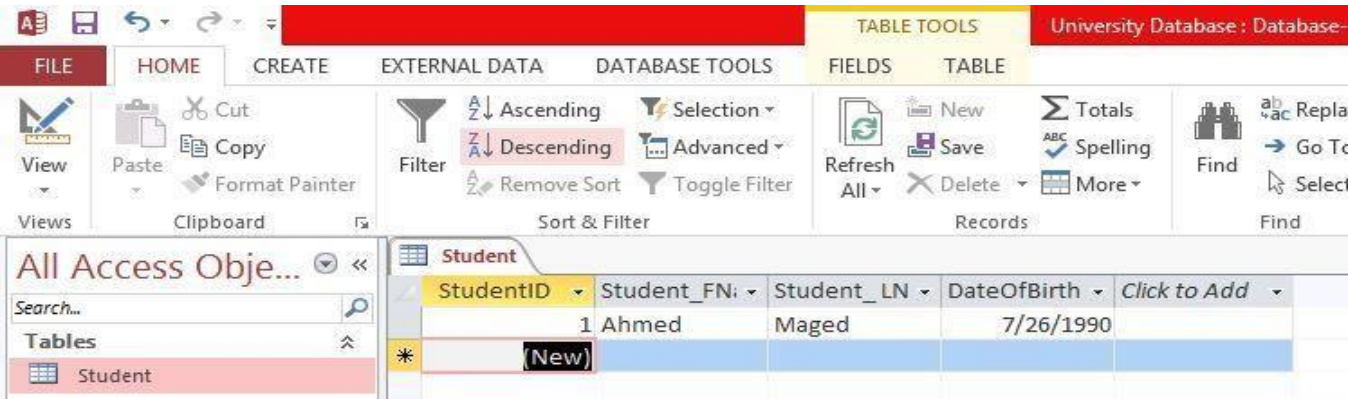 TABLE TOOLS University Database : Database-
FILE HOME CREATE EXTERNAL DATA DATABASE TOOLS FIELDS TABLE
Cut Ascending Selection New Totals Repla
Copy Descending Advanced Save Spelling Go To
View Paste Format Painter Filter Remove Sort Toggle Filter Refresh All Delete More Find Select
Views Clipboard Sort & Filter Records Find
All Access Obje... Student
StudentID Student_FNa Student_ LN DateOfBirth Click to Add
Search...
1 Ahmed Maged 7/26/1990
Tables
(New)
Student